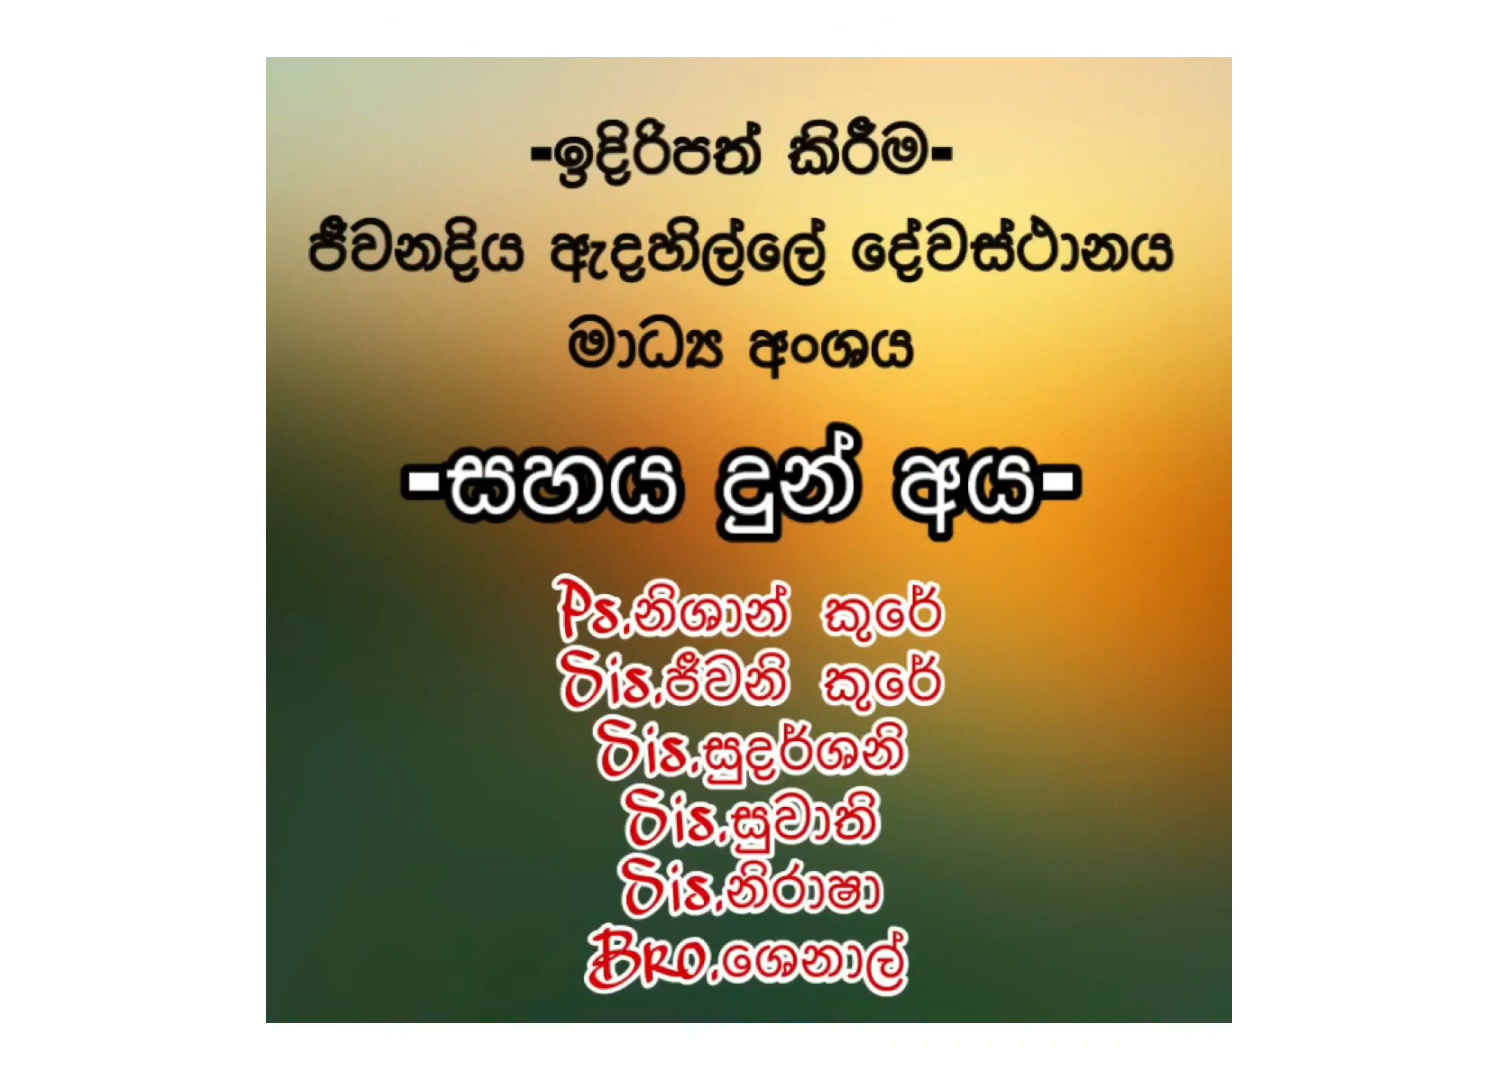 -ඉදිරිපත් කිරීම-
ජීවනදිය ඇදහිල්ලේ දේවස්ථානය
මාධ්‍ය අංශය
-සහය දුන් අය-
Ps.නිශාන් කුරේ
Sis.ජීවනි කුරේ
Sis.සුදර්ශනි
Sis.සුවාති
Sis.නිරාෂා
Bro.ශෙනාල්